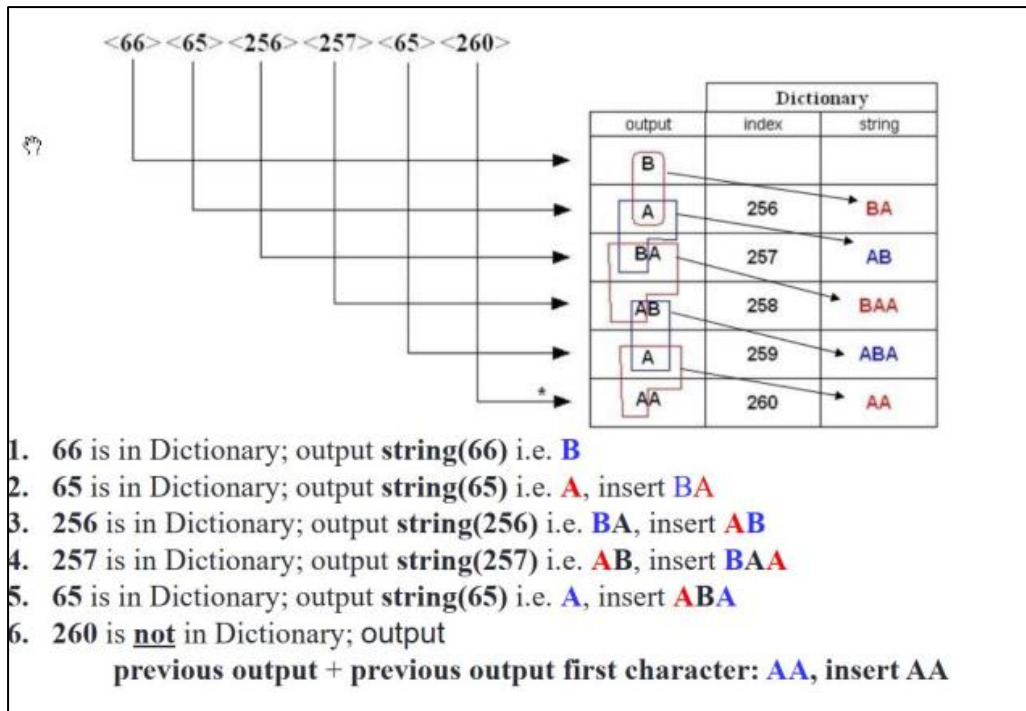 <66> <65> <256> <257> <65> <260>
Dictionary
output index string
B
A 256 BA
BA 257 AB
AB 258 BAA
A 259 ABA
* AA 260 AA
1. 66 is in Dictionary; output string(66) i.e. B
2. 65 is in Dictionary; output string(65) i.e. A, insert BA
3. 256 is in Dictionary; output string(256) i.e. BA, insert AB
4. 257 is in Dictionary; output string(257) i.e. AB, insert BAA
5. 65 is in Dictionary; output string(65) i.e. A, insert ABA
6. 260 is not in Dictionary; output
previous output + previous output first character: AA, insert AA